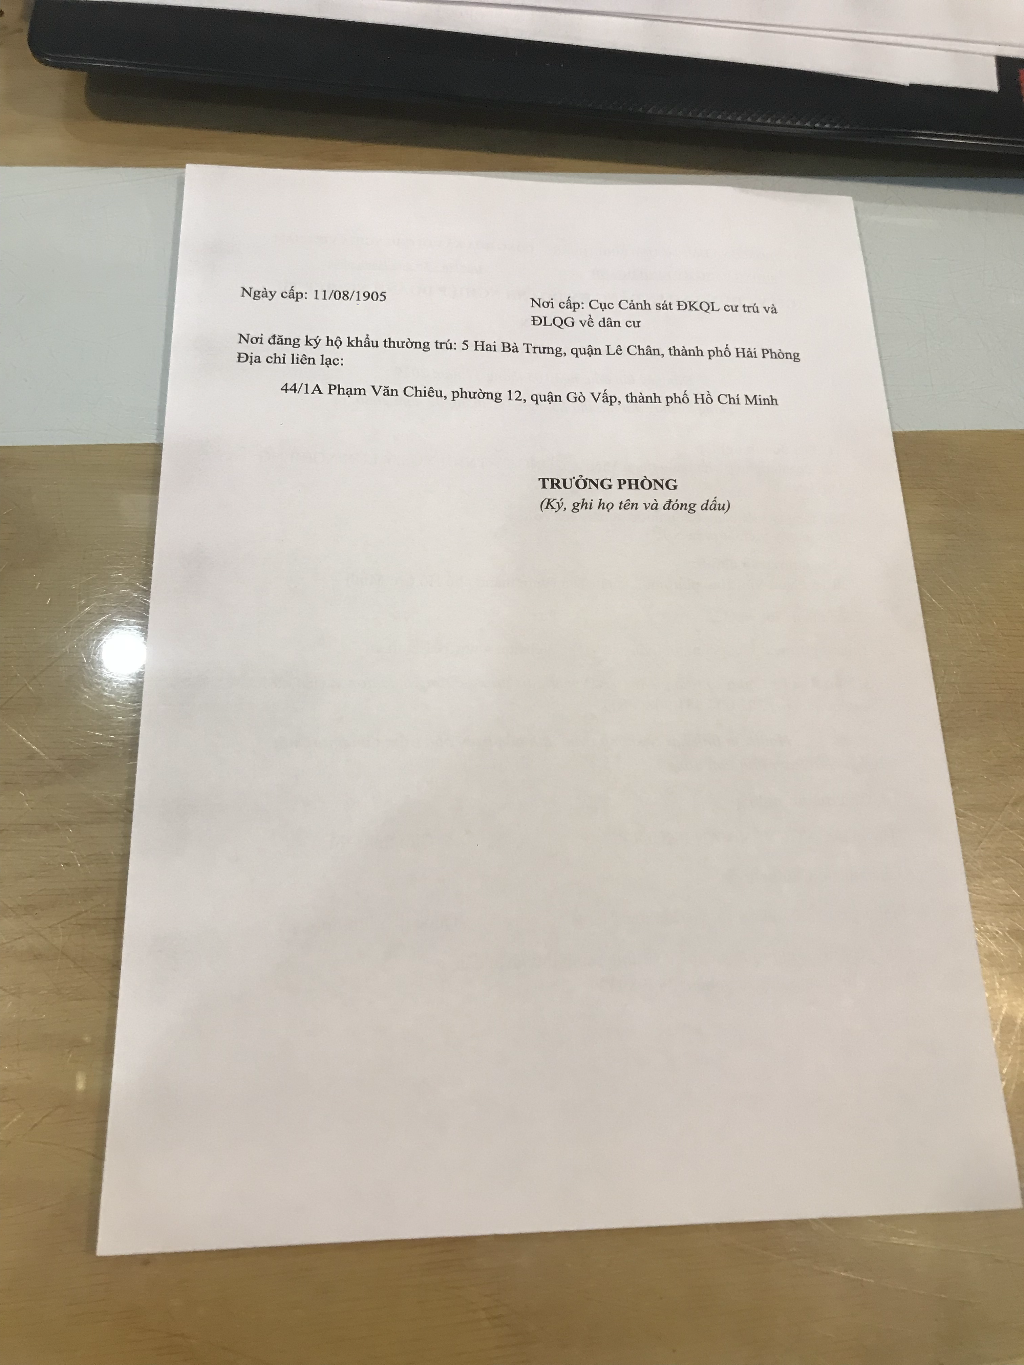 Ngày cấp: 11/08/1905
Nơi cấp: Cục Cảnh sát ĐKQL cư trú và
ĐLQG về dân cư
Nơi đăng ký hộ khẩu thường trú: 5 Hai Bà Trưng, quận Lê Chân, thành phố Hải Phòng
Địa chỉ liên lạc:
44/1A Phạm Văn Chiêu, phường 12, quận Gò Vấp, thành phố Hồ Chí Minh
TRƯỞNG PHÒNG
(Ký, ghi họ tên và đóng dấu)